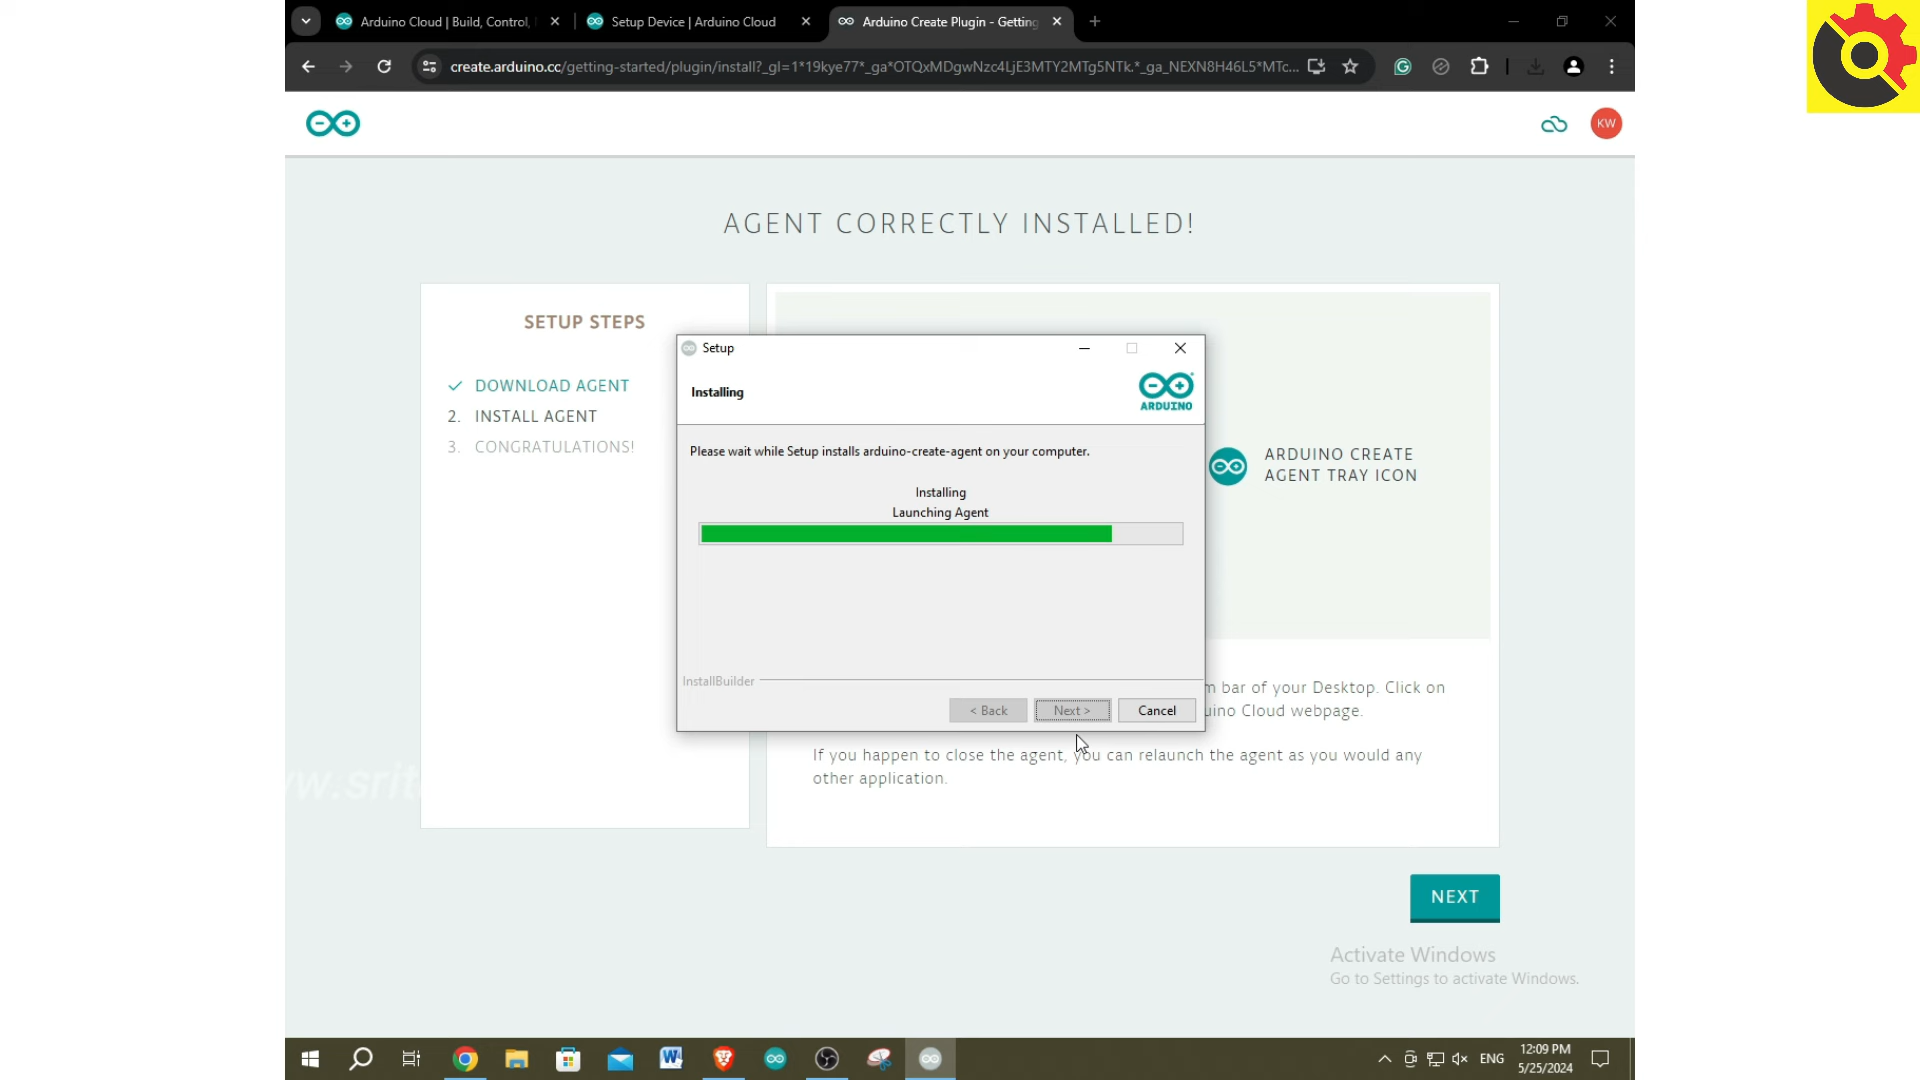 Arduino Cloud | Build, Control,
Setup Device | Arduino Cloud
Arduino Create Plugin - Getting
create.arduino.cc/getting-started/plugin/install?_gl=1*19kye77*_ga*OTQxMDgwNzc4LjE3MTY2MTg5NTk.*_ga_NEXN8H46L5*MTc...
KW
AGENT CORRECTLY INSTALLED!
SETUP STEPS
DOWNLOAD AGENT
2. INSTALL AGENT
3. CONGRATULATIONS!
Setup
Installing
ARDUINO
Please wait while Setup installs arduino-create-agent on your computer.
Installing
Launching Agent
InstallBuilder
< Back
Next >
Cancel
ARDUINO CREATE
AGENT TRAY ICON
m bar of your Desktop. Click on
uino Cloud webpage.
If you happen to close the agent, you can relaunch the agent as you would any
other application.
NEXT
Activate Windows
Go to Settings to activate Windows.
ENG
12:09 PM
5/25/2024